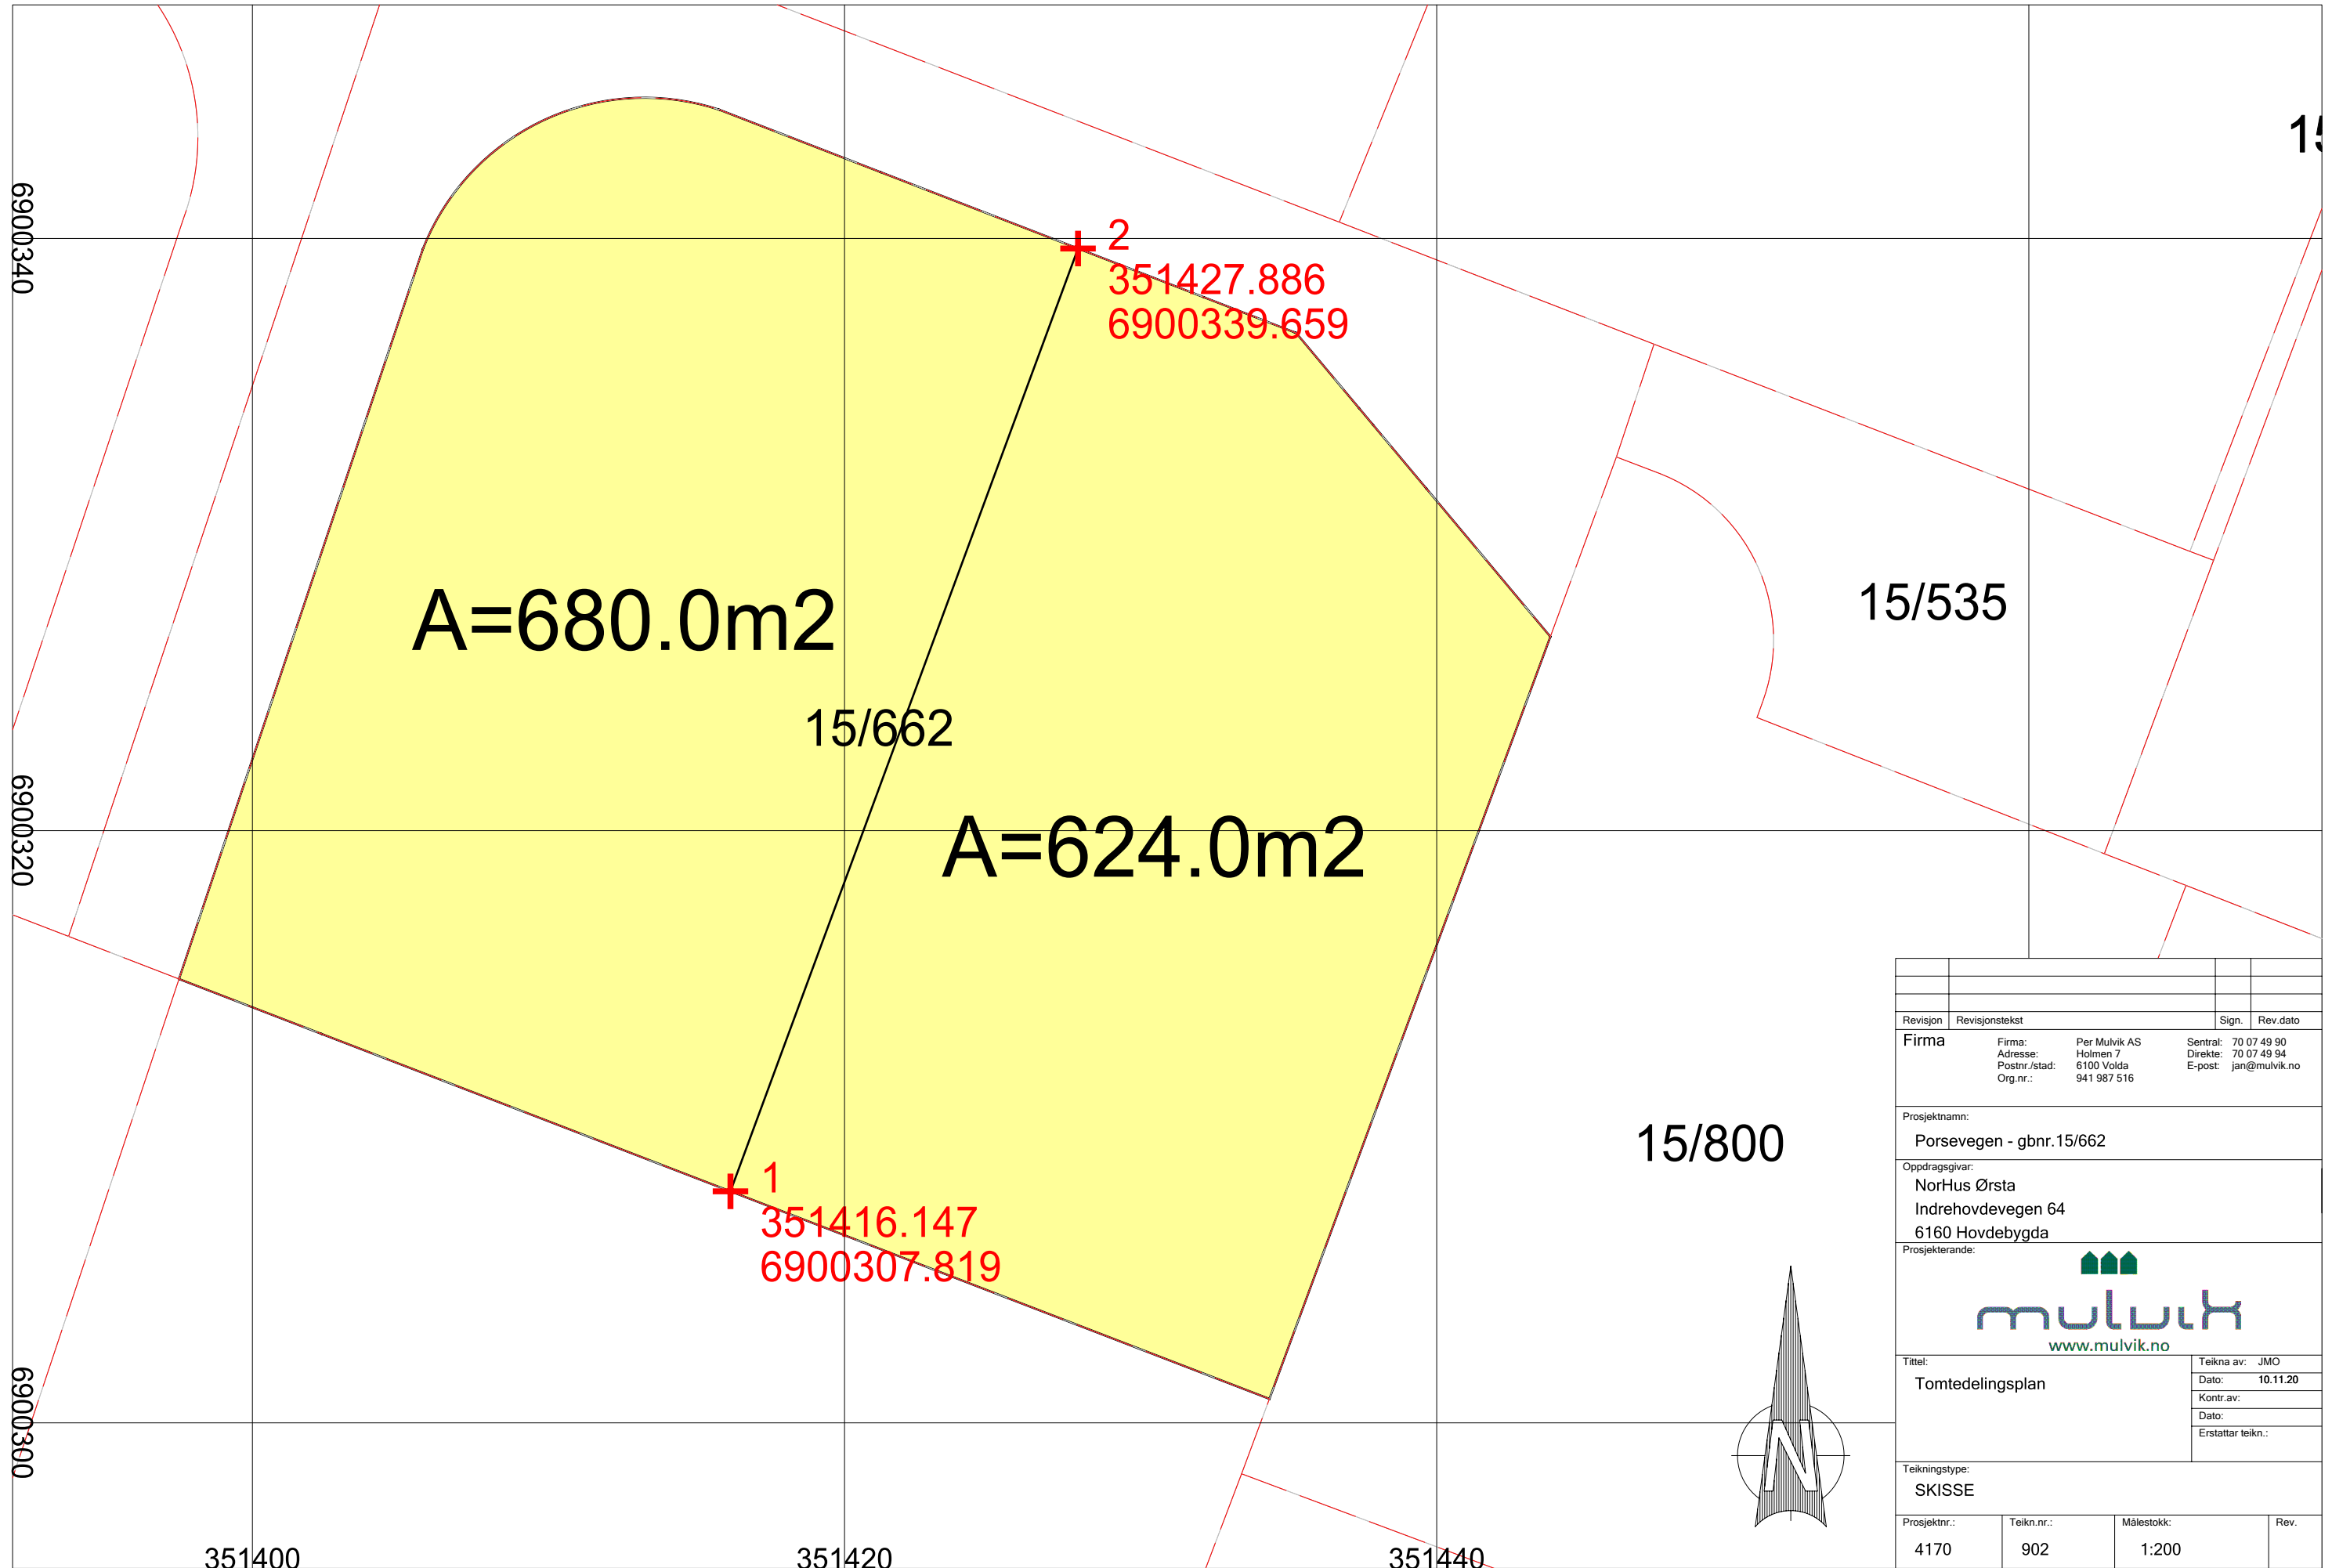 6900340
6900320
6900300
351400
351420
351440
2
351427.886
6900339.659
A=680.0m2
15/662
A=624.0m2
1
351416.147
6900307.819
15/535
15/800
Revisjon Revisjonstekst Sign. Rev.dato
Firma
Firma: Per Mulvik AS Sentral: 70 07 49 90
Adresse: Holmen 7 Direkte: 70 07 49 94
Postnr./stad: 6100 Volda E-post: jan@mulvik.no
Org.nr.: 941 987 516
Prosjektnamn:
Porsevegen - gbnr.15/662
Oppdragsgivar:
NorHus Ørsta
Indrehovdevegen 64
6160 Hovdebygda
Prosjekterande:
mulvik
www.mulvik.no
Tittel:
Tomtedelingsplan
Teikna av: JMO
Dato: 10.11.20
Kontr.av:
Dato:
Erstattar teikn.:
Teikningstype:
SKISSE
Prosjektnr.: Teikn.nr.: Målestokk: Rev.
4170 902 1:200
N